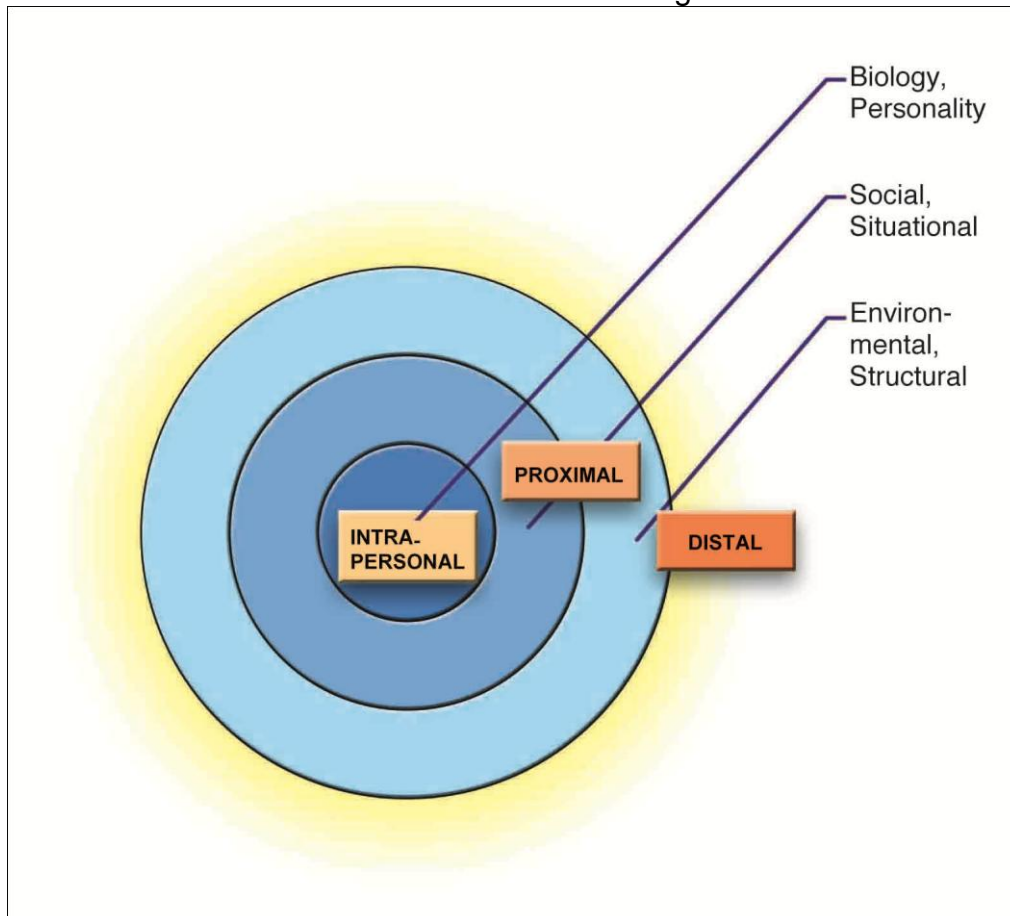 Biology,
Personality
Social,
Situational
Environ-
mental,
Structural
PROXIMAL
INTRA-
PERSONAL
DISTAL